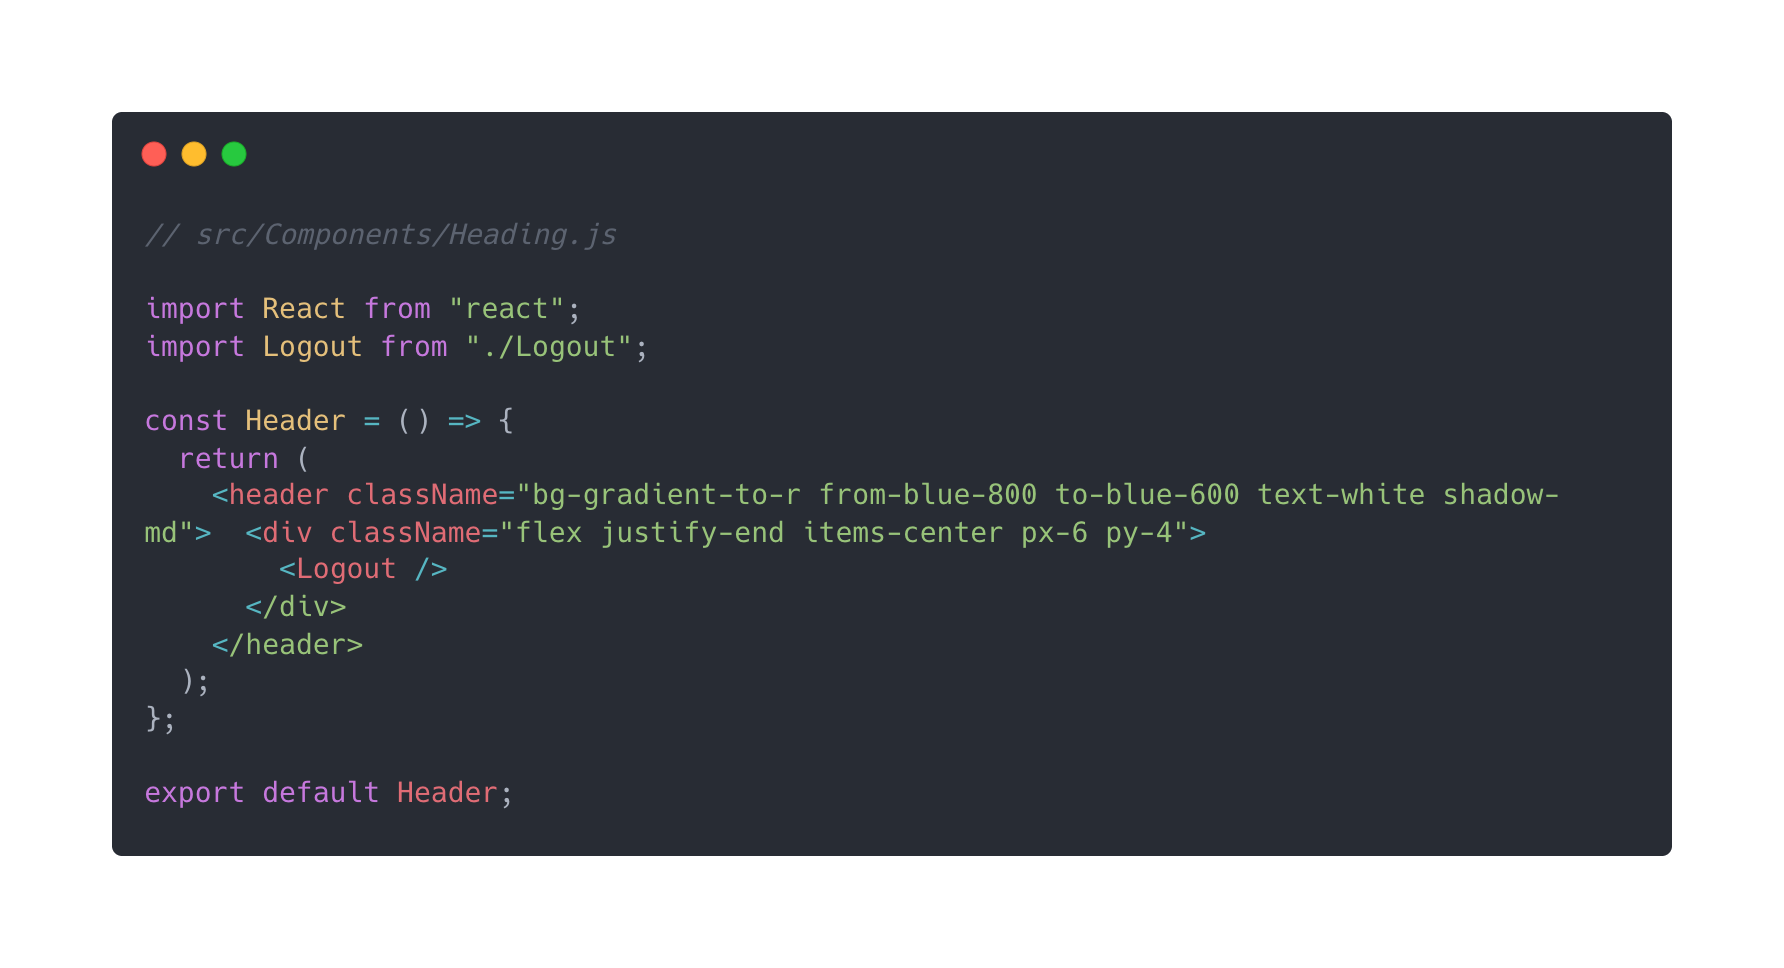 // src/Components/Heading.js

import React from "react";
import Logout from "./Logout";

const Header = () => {
  return (
    <header className="bg-gradient-to-r from-blue-800 to-blue-600 text-white shadow-
md">  <div className="flex justify-end items-center px-6 py-4">
        <Logout />
      </div>
    </header>
  );
};

export default Header;